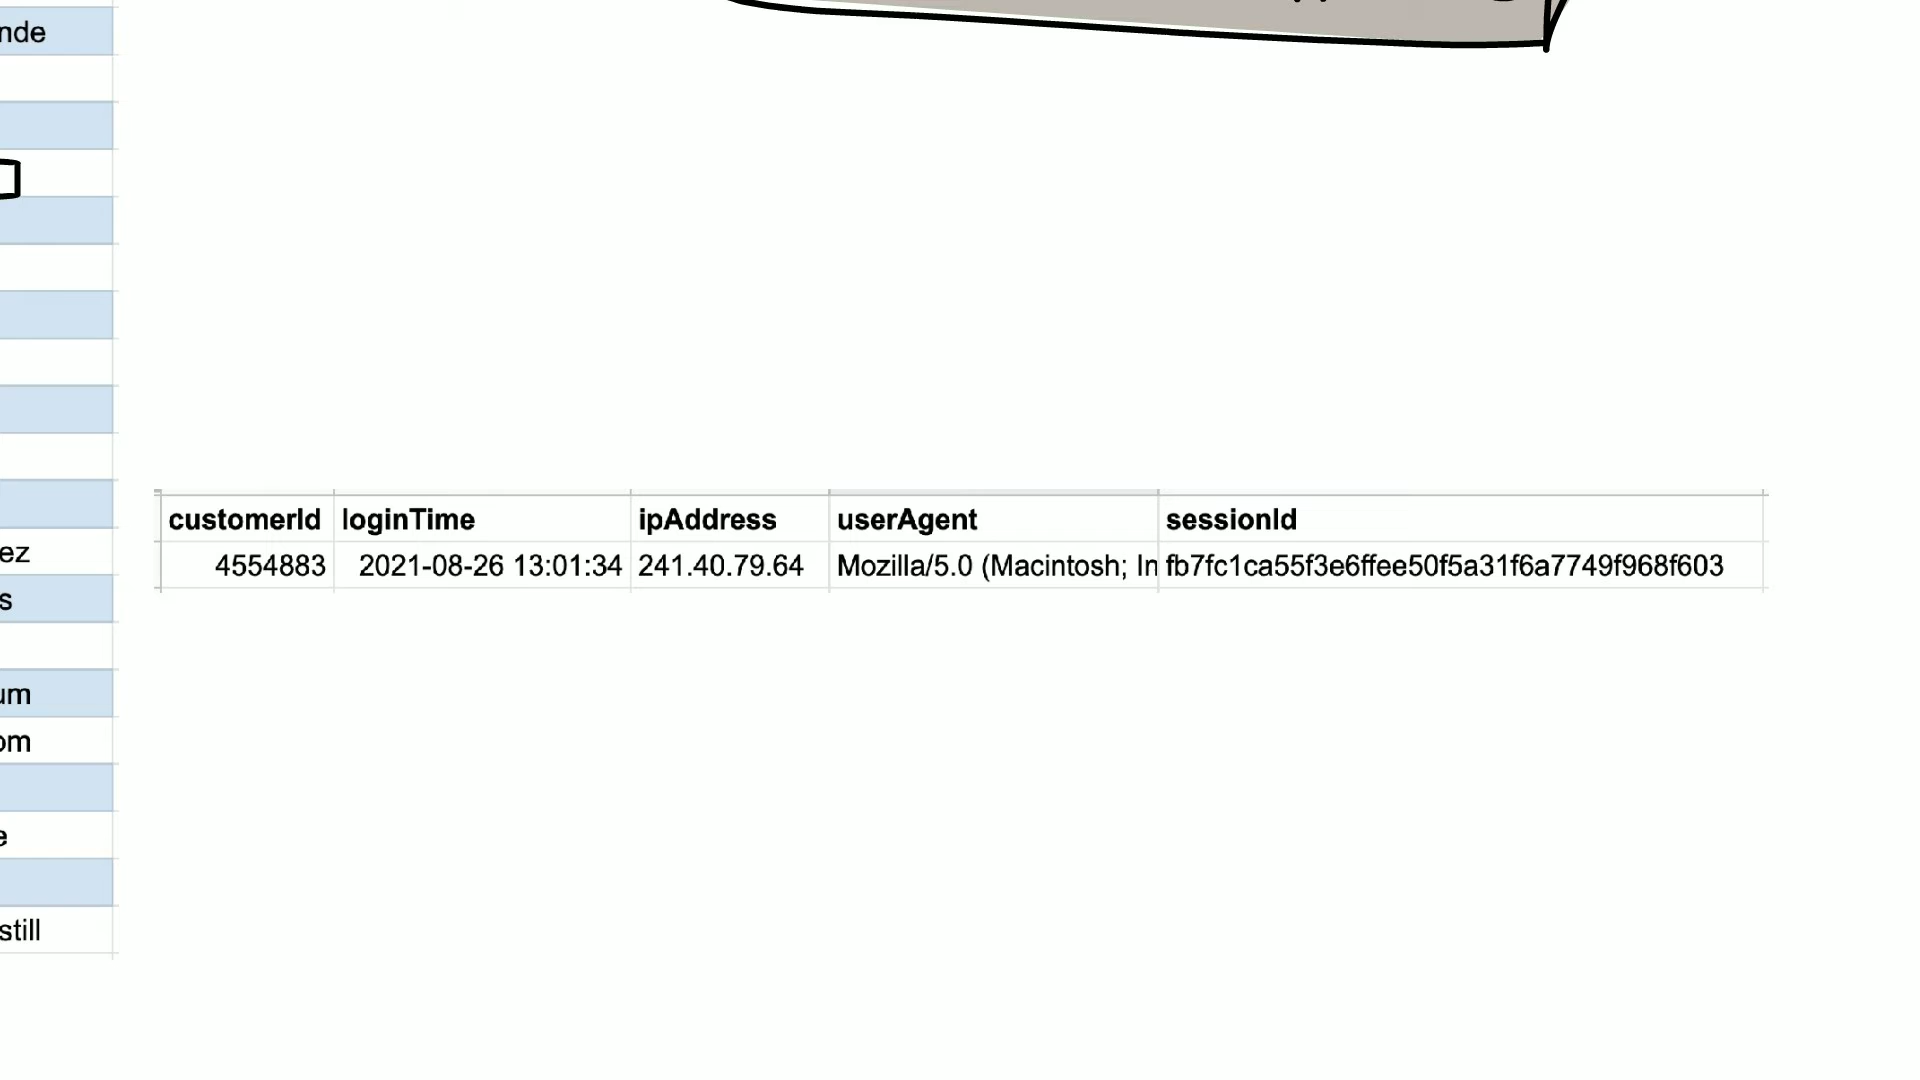 customerId loginTime ipAddress userAgent sessionId
4554883 2021-08-26 13:01:34 241.40.79.64 Mozilla/5.0 (Macintosh; In fb7fc1ca55f3e6ffee50f5a31f6a7749f968f603
nde
ez
s
um
om
e
still